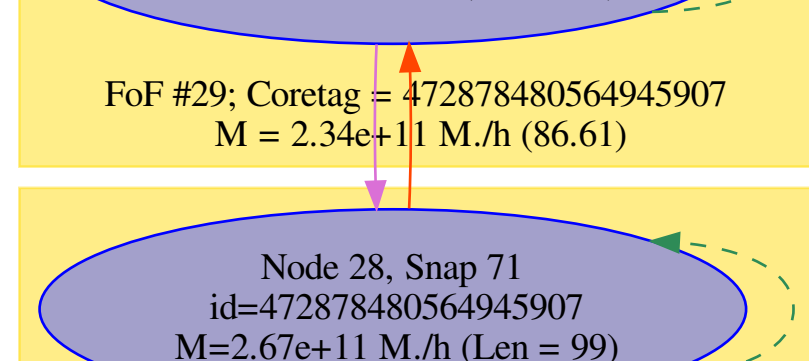 FoF #29; Coretag = 472878480564945907
M = 2.34e+11 M./h (86.61)
Node 28, Snap 71
id=472878480564945907
M=2.67e+11 M./h (Len = 99)